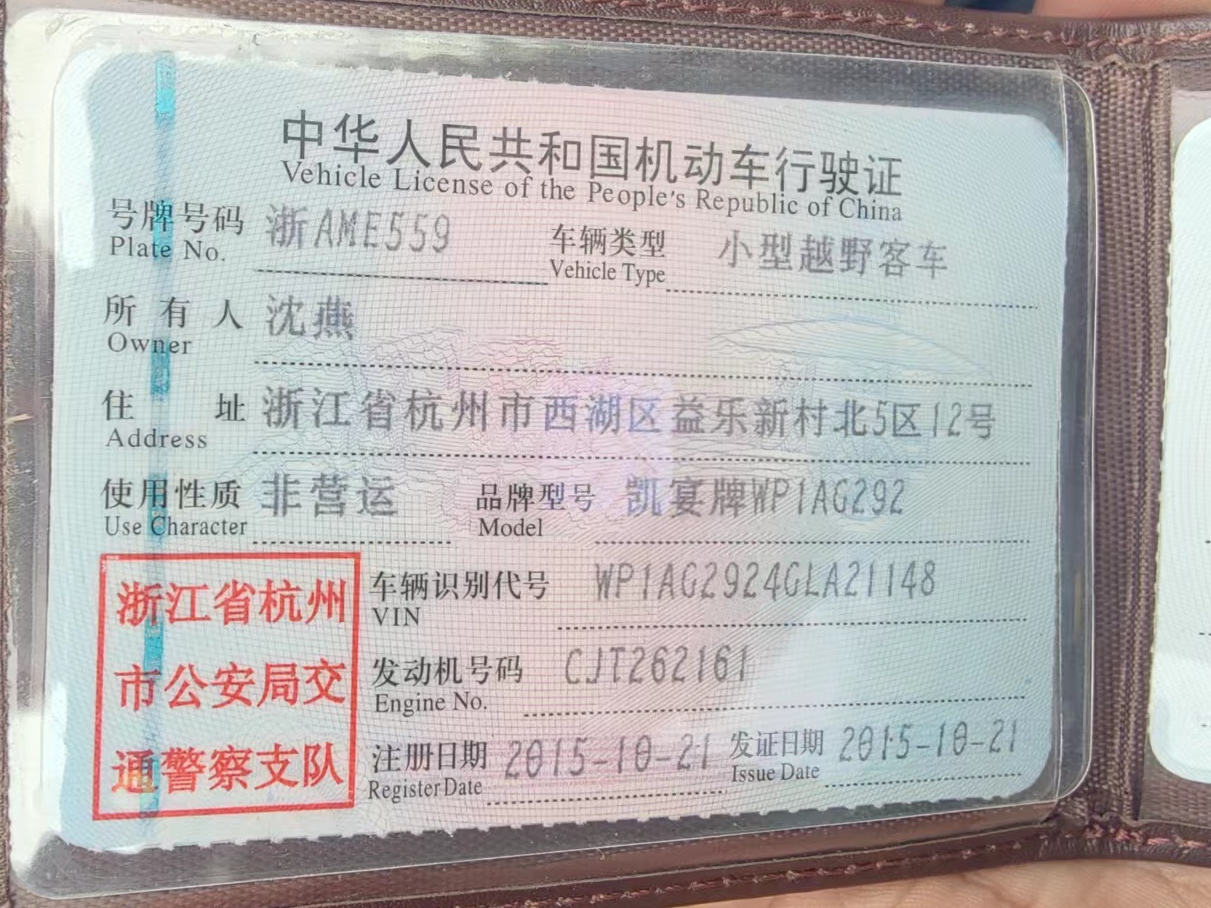 中华人民共和国机动车行驶证
Vehicle License of the People's Republic of China
号牌号码 浙AME559 车辆类型 小型越野客车
Plate No. Vehicle Type
所有人 沈燕
Owner
住址 浙江省杭州市西湖区益乐新村北5区12号
Address
使用性质 非营运 品牌型号 凯宴牌WP1AG292
Use Character Model
浙江省杭州
市公安局交
通警察支队
车辆识别代号 WP1AG2924GLA21148
VIN
发动机号码 CJT262161
Engine No.
注册日期 2015-10-21 发证日期 2015-10-21
Register Date Issue Date